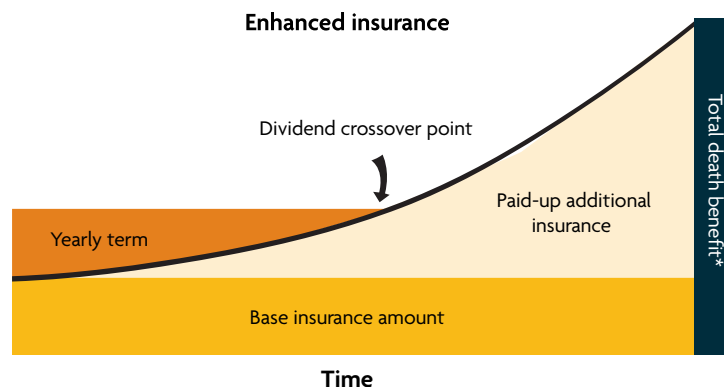 Enhanced insurance
Dividend crossover point
Paid-up additional
insurance
Yearly term
Base insurance amount
Total death benefit*
Time